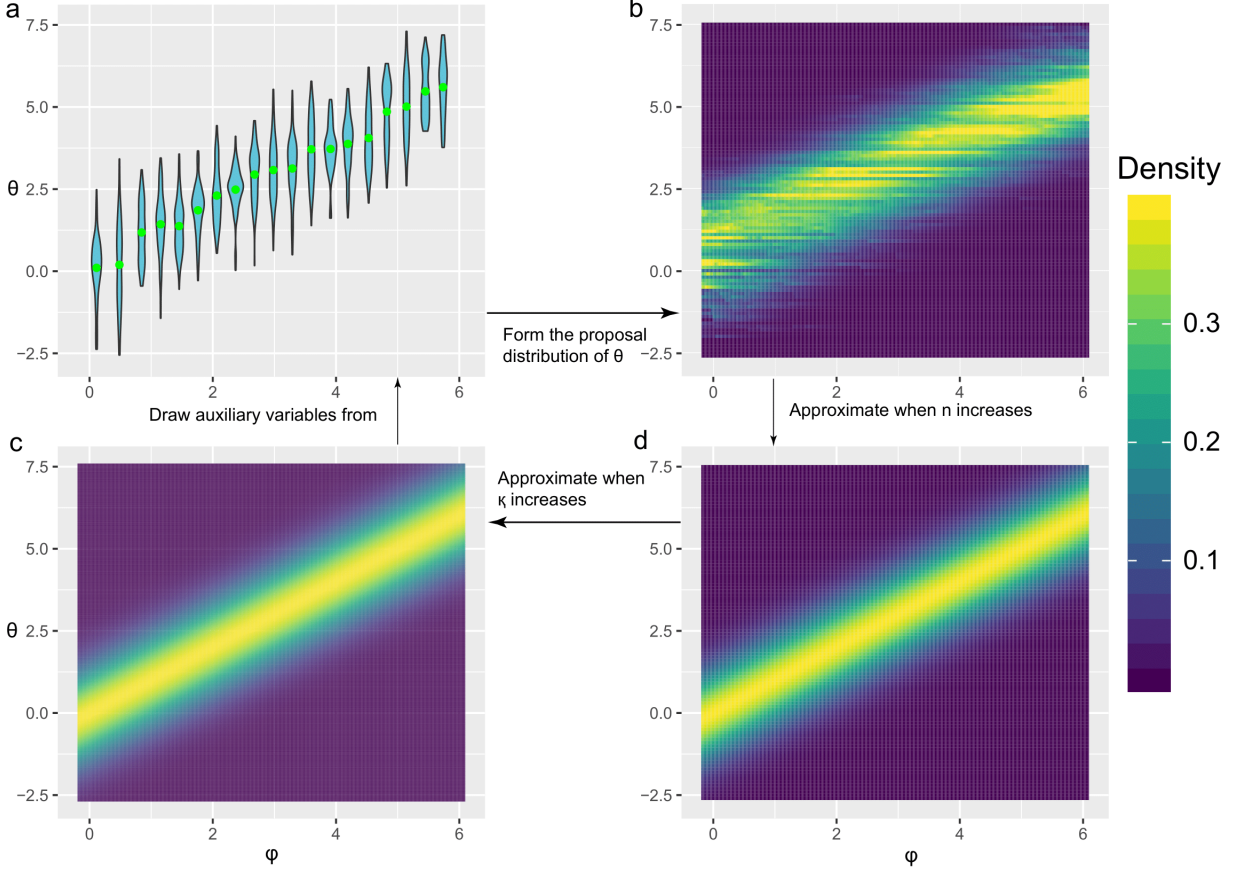 a
7.5
5.0
θ
2.5
0.0
−2.5
0 2 4 6
b
7.5
5.0
2.5
0.0
−2.5
0 2 4 6
Form the proposal
distribution of θ
Density
0.3
0.2
0.1
Draw auxiliary variables from
Approximate when n increases
c
7.5
5.0
θ
2.5
0.0
−2.5
0 2 4 6
φ
Approximate when
κ increases
d
7.5
5.0
2.5
0.0
−2.5
0 2 4 6
φ